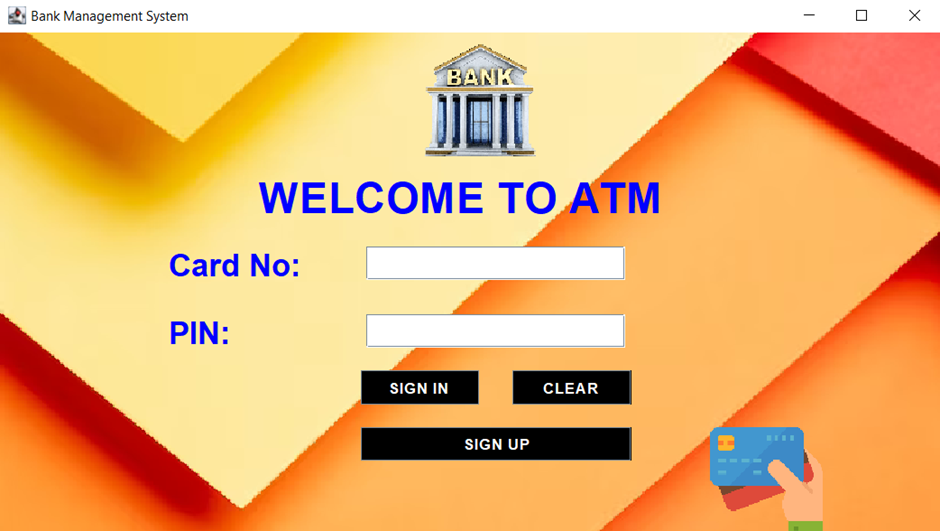 Bank Management System
BANK
WELCOME TO ATM
Card No:
PIN:
SIGN IN CLEAR
SIGN UP